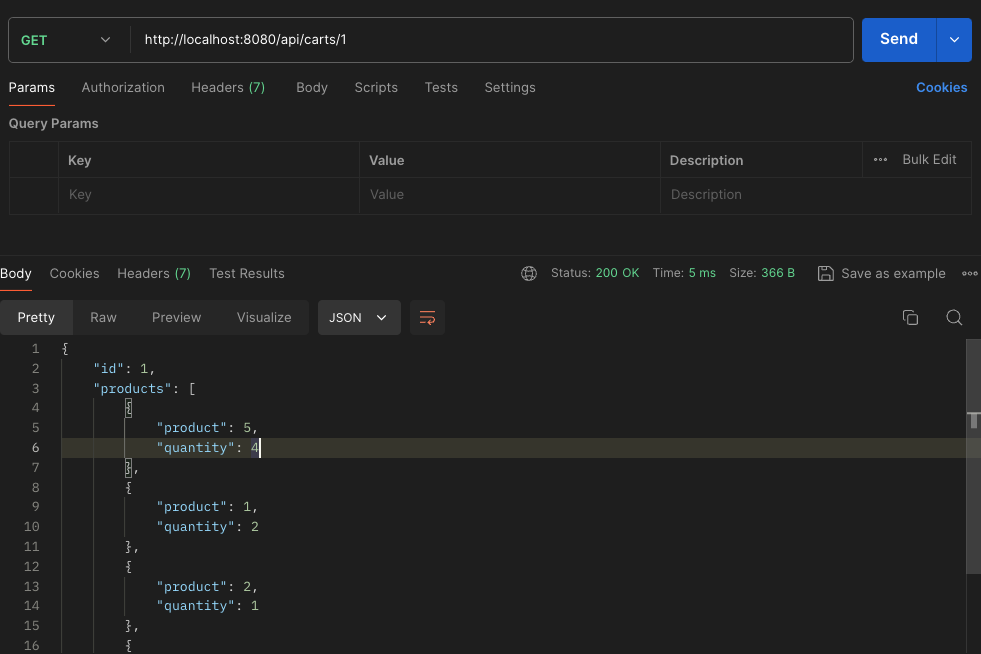 GET http://localhost:8080/api/carts/1 Send
Params Authorization Headers (7) Body Scripts Tests Settings Cookies
Query Params
Key Value Description Bulk Edit
Key Value Description
Body Cookies Headers (7) Test Results Status: 200 OK Time: 5 ms Size: 366 B Save as example
Pretty Raw Preview Visualize JSON
1 {
2 "id": 1,
3 "products": [
4 {
5 "product": 5,
6 "quantity": 4
7 },
8 {
9 "product": 1,
10 "quantity": 2
11 },
12 {
13 "product": 2,
14 "quantity": 1
15 },
16 {